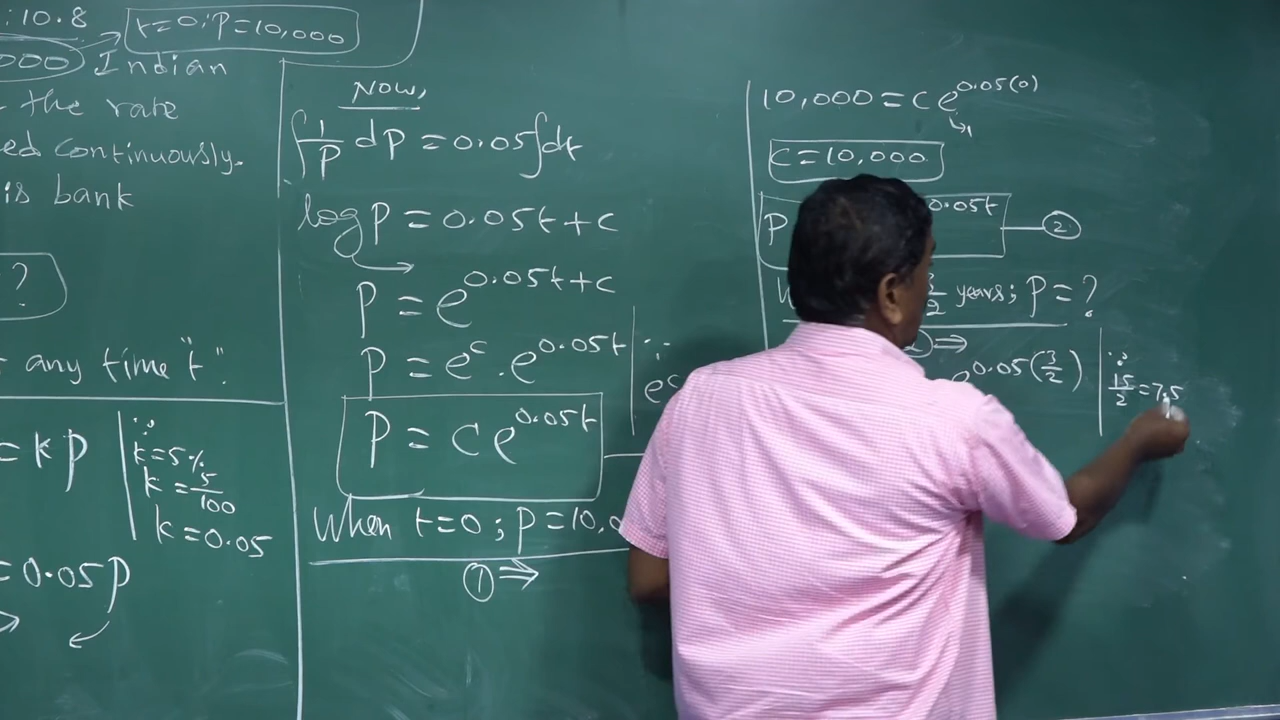 : 10.8
t=0; P=10,000
000 Indian
the rate
ed continuously.
is bank
?
any time "t".
= kP
∵
k=5%
k=5/100
k=0.05
=0.05P
Now,
∫1/P dP = 0.05∫dt
log P = 0.05t+c
P = e^0.05t+c
P = e^c . e^0.05t
P = Ce^0.05t
When t=0; P=10,0
① ⇒
∵
e^c
10,000 = c e^0.05(0)
↳1
C=10,000
P 0.05t — ②
3/2 years; P=?
⇒
e^0.05(3/2)
∵
15/2 = 7.5